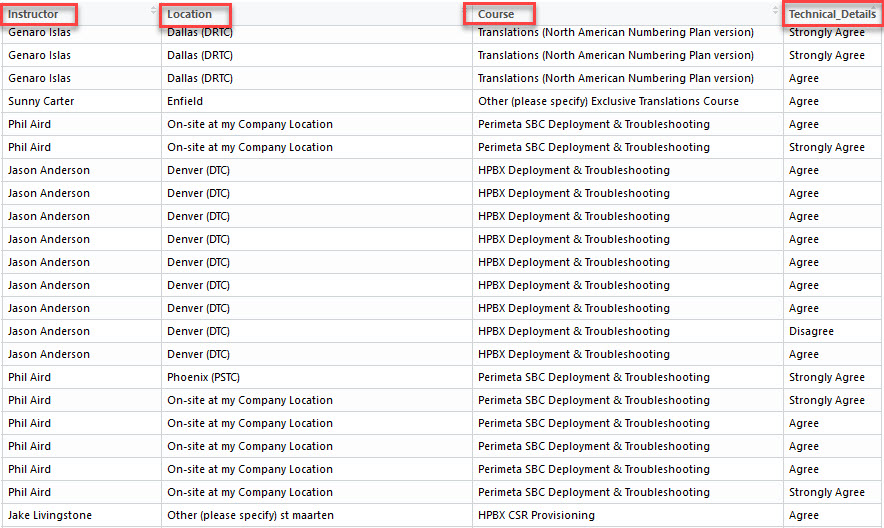 Instructor Location Course Technical_Details
Genaro Islas Dallas (DRTC) Translations (North American Numbering Plan version) Strongly Agree
Genaro Islas Dallas (DRTC) Translations (North American Numbering Plan version) Strongly Agree
Genaro Islas Dallas (DRTC) Translations (North American Numbering Plan version) Agree
Sunny Carter Enfield Other (please specify) Exclusive Translations Course Agree
Phil Aird On-site at my Company Location Perimeta SBC Deployment & Troubleshooting Agree
Phil Aird On-site at my Company Location Perimeta SBC Deployment & Troubleshooting Strongly Agree
Jason Anderson Denver (DTC) HPBX Deployment & Troubleshooting Agree
Jason Anderson Denver (DTC) HPBX Deployment & Troubleshooting Agree
Jason Anderson Denver (DTC) HPBX Deployment & Troubleshooting Agree
Jason Anderson Denver (DTC) HPBX Deployment & Troubleshooting Agree
Jason Anderson Denver (DTC) HPBX Deployment & Troubleshooting Agree
Jason Anderson Denver (DTC) HPBX Deployment & Troubleshooting Agree
Jason Anderson Denver (DTC) HPBX Deployment & Troubleshooting Agree
Jason Anderson Denver (DTC) HPBX Deployment & Troubleshooting Disagree
Jason Anderson Denver (DTC) HPBX Deployment & Troubleshooting Agree
Phil Aird Phoenix (PSTC) Perimeta SBC Deployment & Troubleshooting Strongly Agree
Phil Aird On-site at my Company Location Perimeta SBC Deployment & Troubleshooting Strongly Agree
Phil Aird On-site at my Company Location Perimeta SBC Deployment & Troubleshooting Agree
Phil Aird On-site at my Company Location Perimeta SBC Deployment & Troubleshooting Agree
Phil Aird On-site at my Company Location Perimeta SBC Deployment & Troubleshooting Agree
Phil Aird On-site at my Company Location Perimeta SBC Deployment & Troubleshooting Strongly Agree
Jake Livingstone Other (please specify) st maarten HPBX CSR Provisioning Agree